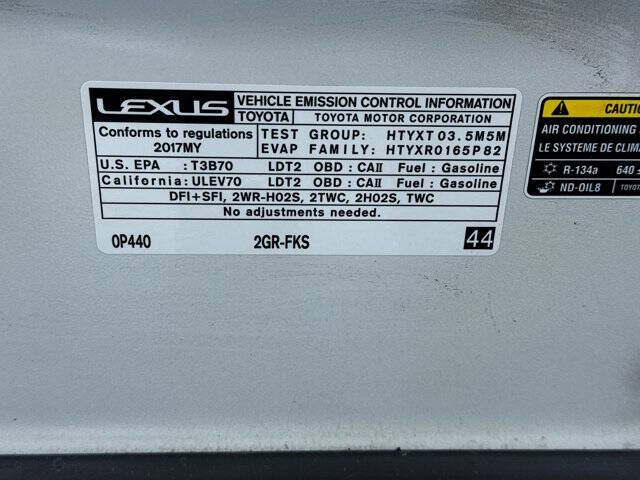 LEXUS VEHICLE EMISSION CONTROL INFORMATION
TOYOTA TOYOTA MOTOR CORPORATION
Conforms to regulations
2017MY
TEST GROUP: HTYXT03.5M5M
EVAP FAMILY: HTYXR0165P82
U.S. EPA : T3B70 LDT2 OBD : CAII Fuel : Gasoline
California: ULEV70 LDT2 OBD : CAII Fuel : Gasoline
DFI+SFI, 2WR-HO2S, 2TWC, 2HO2S, TWC
No adjustments needed.
0P440 2GR-FKS 44
CAUTION
AIR CONDITIONING
LE SYSTEME DE CLIMA
R-134a 640 ±
ND-OIL8 TOYOT